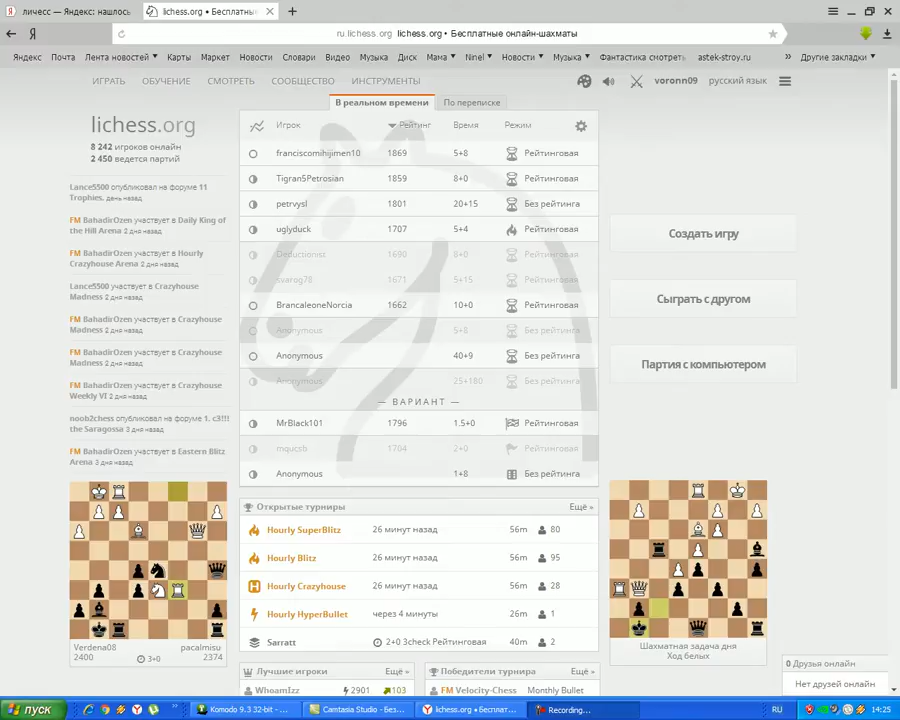 личесс — Яндекс: нашлось
lichess.org • Бесплатные
Я
ru.lichess.org lichess.org • Бесплатные онлайн-шахматы
Яндекс Почта Лента новостей Карты Маркет Новости Словари Видео Музыка Диск Мама Ninel Новости Музыка Фантастика смотреть astek-stroy.ru » Другие закладки
ИГРАТЬ ОБУЧЕНИЕ СМОТРЕТЬ СООБЩЕСТВО ИНСТРУМЕНТЫ voronn09 русский язык
В реальном времени По переписке
lichess.org
8 242 игроков онлайн
2 450 ведется партий
Lance5500 опубликовал на форуме 11
Trophies. день назад
FM BahadirOzen участвует в Daily King of
the Hill Arena 2 дня назад
FM BahadirOzen участвует в Hourly
Crazyhouse Arena 2 дня назад
Lance5500 участвует в Crazyhouse
Madness 2 дня назад
FM BahadirOzen участвует в Crazyhouse
Madness 2 дня назад
FM BahadirOzen участвует в Crazyhouse
Madness 2 дня назад
FM BahadirOzen участвует в Crazyhouse
Weekly VI 2 дня назад
noob2chess опубликовал на форуме 1. c3!!!
the Saragossa 3 дня назад
FM BahadirOzen участвует в Eastern Blitz
Arena 3 дня назад
Игрок Рейтинг Время Режим
franciscomihijimen10 1869 5+8 Рейтинговая
Tigran5Petrosian 1859 8+0 Рейтинговая
petrvysl 1801 20+15 Без рейтинга
uglyduck 1707 5+4 Рейтинговая
Deductionist 1690 8+0 Рейтинговая
svarog78 1671 5+15 Рейтинговая
BrancaleoneNorcia 1662 10+0 Рейтинговая
Anonymous 5+8 Без рейтинга
Anonymous 40+9 Без рейтинга
Anonymous 25+180 Без рейтинга
— ВАРИАНТ —
MrBlack101 1796 1.5+0 Рейтинговая
mqucsb 1704 2+0 Рейтинговая
Anonymous 1+8 Без рейтинга
Создать игру
Сыграть с другом
Партия с компьютером
Открытые турниры Ещё »
Hourly SuperBlitz 26 минут назад 56m 80
Hourly Blitz 26 минут назад 56m 95
Hourly Crazyhouse 26 минут назад 56m 28
Hourly HyperBullet через 4 минуты 26m 1
Sarratt 2+0 3check Рейтинговая 40m 2
Verdena08 pacalmisu
2400 3+0 2374
Шахматная задача дня
Ход белых
Лучшие игроки Ещё »
WhoamIzz 2901 103
Победители турнира Ещё »
FM Velocity-Chess Monthly Bullet
0 Друзья онлайн
Нет друзей онлайн
пуск
Komodo 9.3 32-bit - ...
Camtasia Studio - Без...
lichess.org • Беспла...
Recording...
RU
14:25